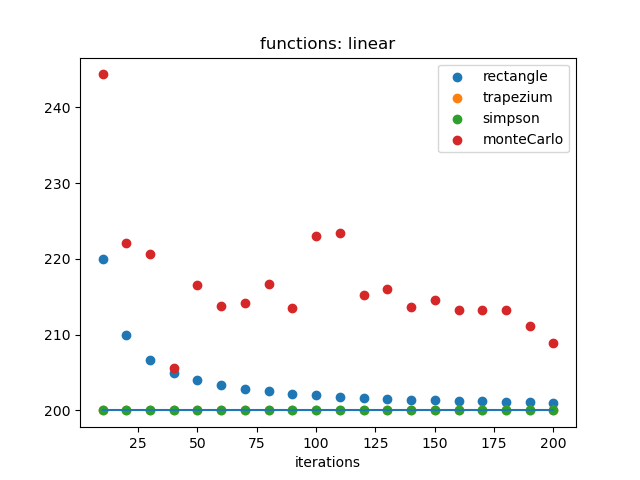 functions: linear
rectangle
trapezium
simpson
monteCarlo
240
230
220
210
200
25 50 75 100 125 150 175 200
iterations